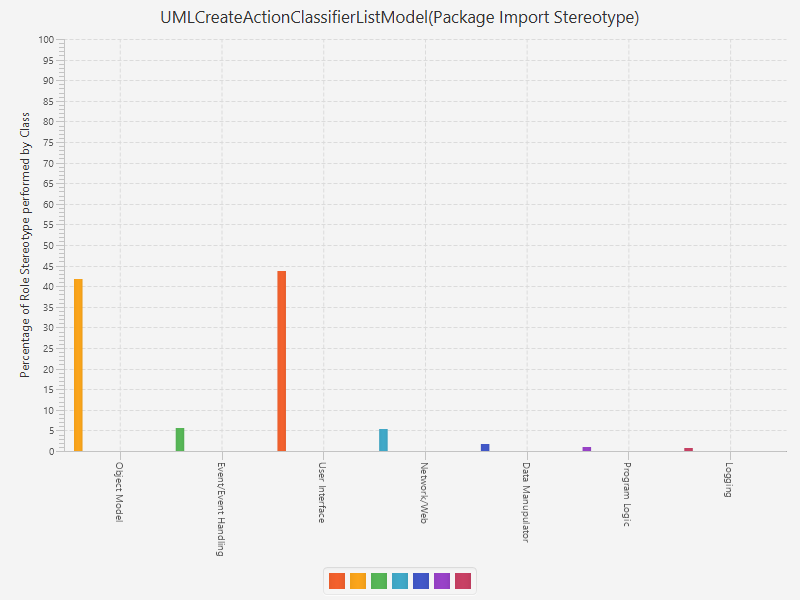 UMLCreateActionClassifierListModel(Package Import Stereotype)
Percentage of Role Stereotype performed by Class
100
95
90
85
80
75
70
65
60
55
50
45
40
35
30
25
20
15
10
5
0
Object Model
Event/Event Handling
User Interface
Network/Web
Data Manupulator
Program Logic
Logging